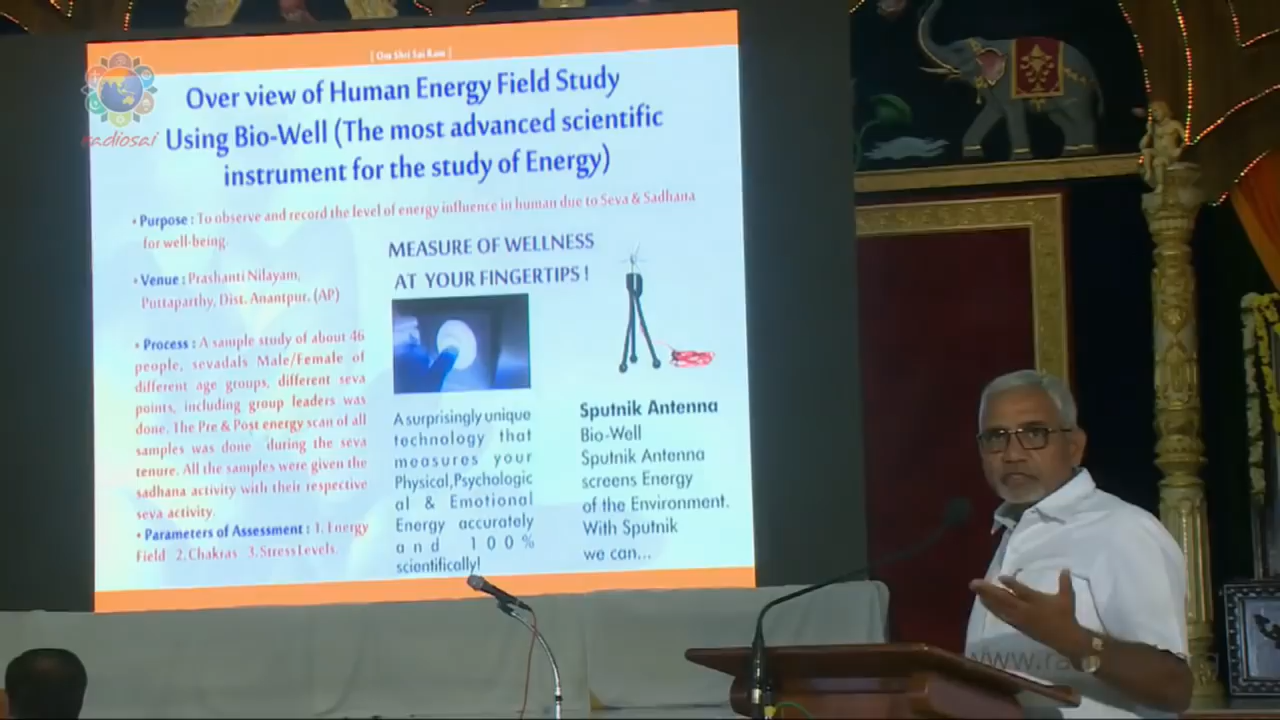 [ Om Shri Sai Ram ]
radiosai
Over view of Human Energy Field Study
Using Bio-Well (The most advanced scientific
instrument for the study of Energy)
• Purpose : To observe and record the level of energy influence in human due to Seva & Sadhana
for well-being.
• Venue : Prashanti Nilayam,
Puttaparthy, Dist. Anantpur. (AP)
• Process : A sample study of about 46
people, sevadals Male/Female of
different age groups, different seva
points, including group leaders was
done. The Pre & Post energy scan of all
samples was done during the seva
tenure. All the samples were given the
sadhana activity with their respective
seva activity.
• Parameters of Assessment : 1. Energy
Field 2. Chakras 3. Stress Levels.
MEASURE OF WELLNESS
AT YOUR FINGERTIPS !
A surprisingly unique
technology that
measures your
Physical,Psychologic
al & Emotional
Energy accurately
and 100%
scientifically!
Sputnik Antenna
Bio-Well
Sputnik Antenna
screens Energy
of the Environment.
With Sputnik
we can...